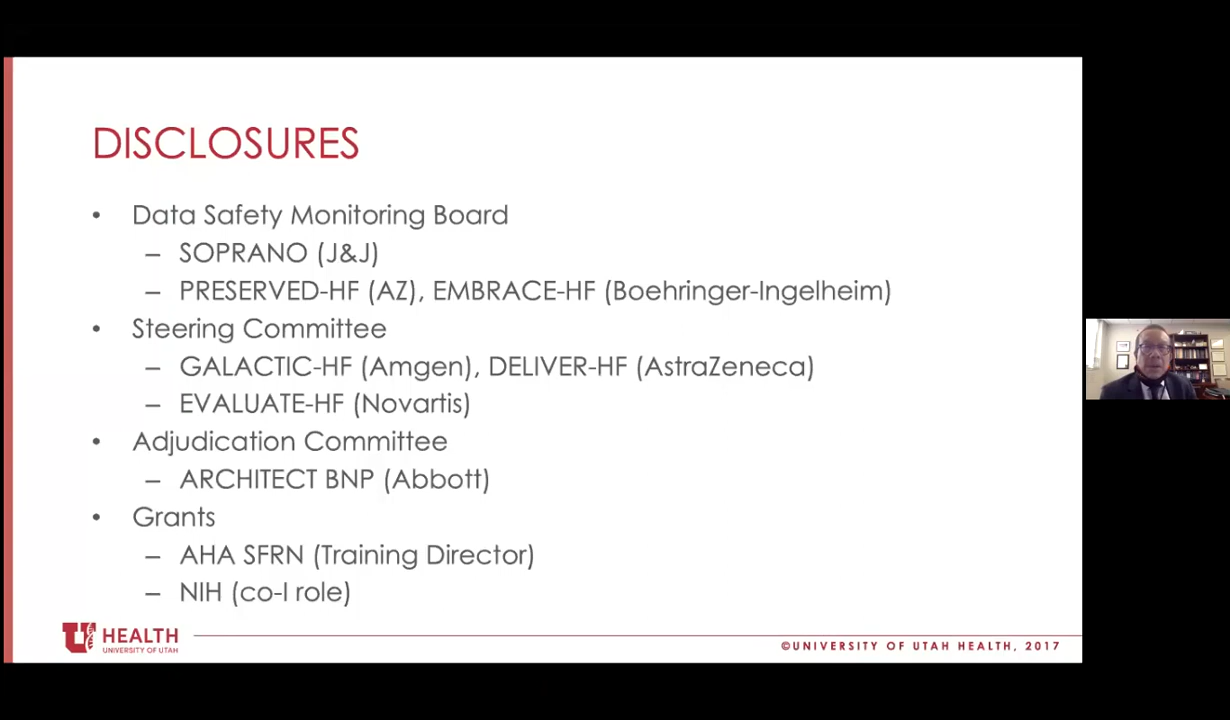 DISCLOSURES
• Data Safety Monitoring Board
– SOPRANO (J&J)
– PRESERVED-HF (AZ), EMBRACE-HF (Boehringer-Ingelheim)
• Steering Committee
– GALACTIC-HF (Amgen), DELIVER-HF (AstraZeneca)
– EVALUATE-HF (Novartis)
• Adjudication Committee
– ARCHITECT BNP (Abbott)
• Grants
– AHA SFRN (Training Director)
– NIH (co-I role)
U HEALTH
UNIVERSITY OF UTAH
©UNIVERSITY OF UTAH HEALTH, 2017